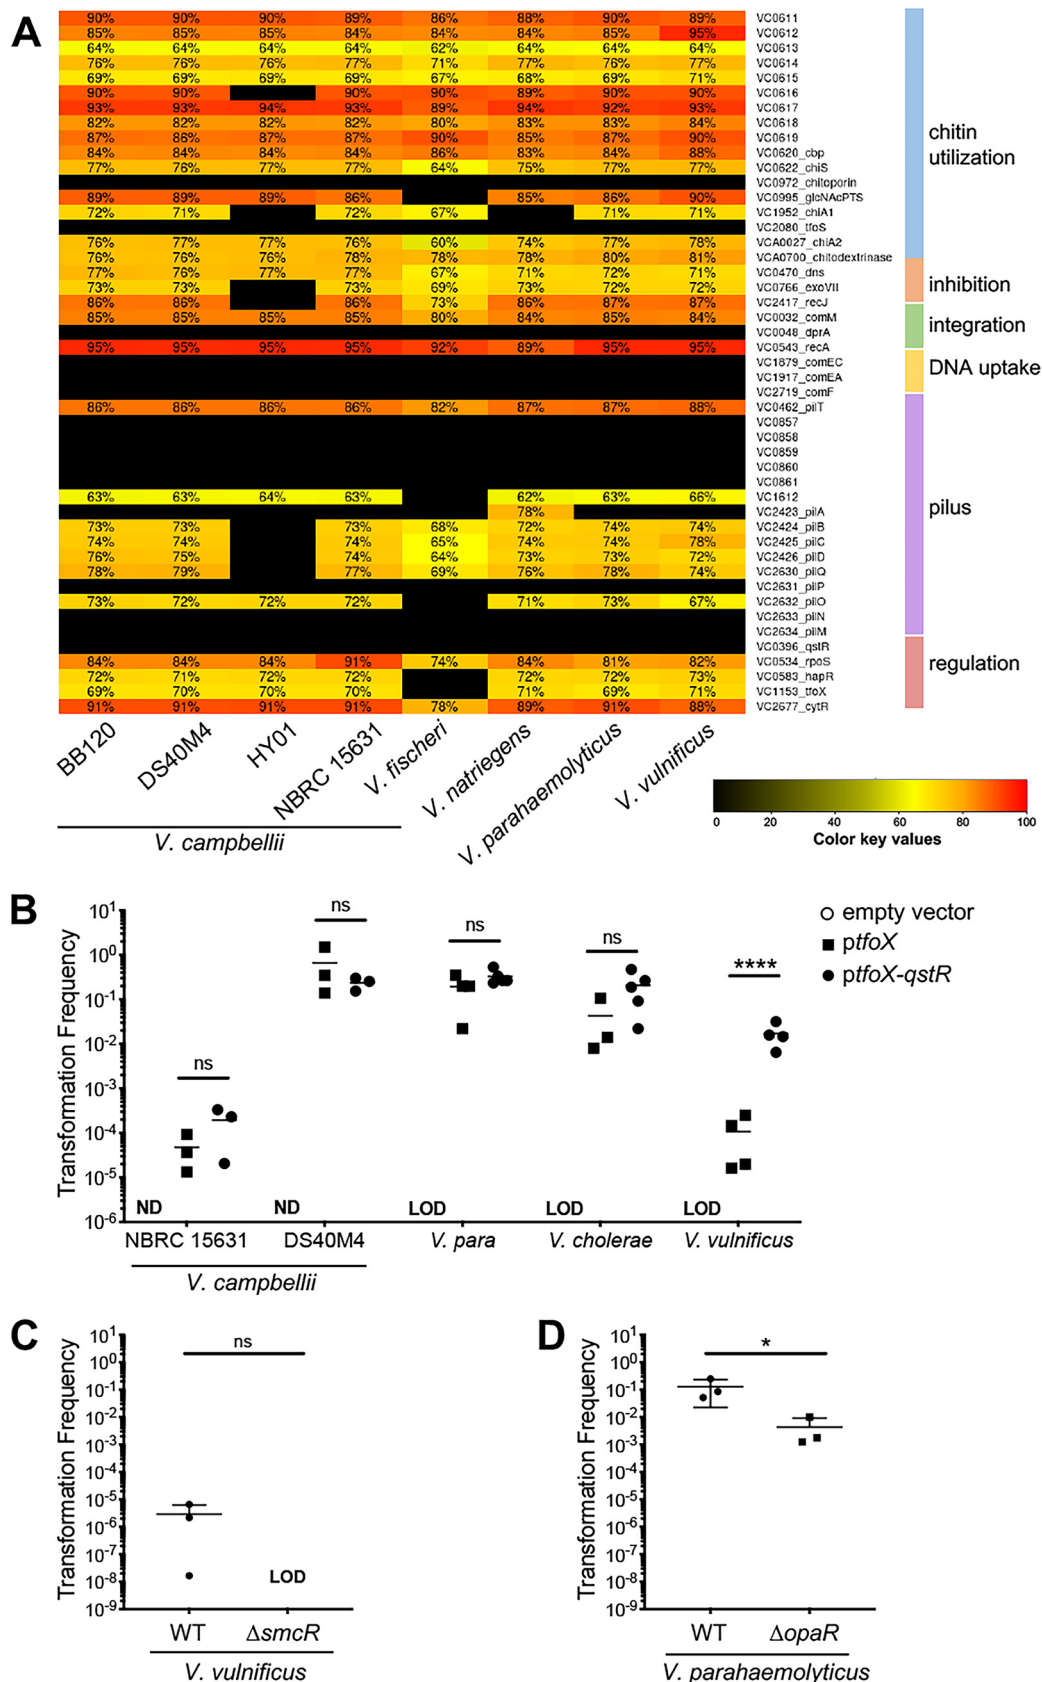 A
90% 90% 90% 89% 86% 88% 90% 89% VC0611
85% 85% 85% 84% 84% 84% 85% 95% VC0612
64% 64% 64% 64% 62% 64% 64% 64% VC0613
76% 76% 76% 77% 71% 77% 76% 77% VC0614
69% 69% 69% 69% 67% 68% 69% 71% VC0615
90% 90% 90% 90% 89% 90% 90% VC0616
93% 93% 94% 93% 89% 94% 92% 93% VC0617
82% 82% 82% 82% 80% 83% 83% 84% VC0618
87% 86% 87% 87% 90% 85% 87% 90% VC0619
84% 84% 84% 84% 86% 83% 84% 88% VC0620_cbp
77% 76% 77% 77% 64% 75% 77% 77% VC0622_chiS
VC0972_chitoporin
89% 89% 89% 86% 85% 86% 90% VC0995_glcNAcPTS
72% 71% 72% 67% 71% 71% VC1952_chiA1
VC2080_tfoS
76% 77% 77% 76% 60% 74% 77% 78% VCA0027_chiA2
76% 76% 76% 78% 78% 78% 80% 81% VCA0700_chitodextrinase
77% 76% 77% 77% 67% 71% 72% 71% VC0470_dns
73% 73% 73% 69% 73% 72% 72% VC0766_exoVII
86% 86% 86% 73% 86% 87% 87% VC2417_recJ
85% 85% 85% 85% 80% 84% 85% 84% VC0032_comM
VC0048_dprA
95% 95% 95% 95% 92% 89% 95% 95% VC0543_recA
VC1879_comEC
VC1917_comEA
VC2719_comF
86% 86% 86% 86% 82% 87% 87% 88% VC0462_pilT
VC0857
VC0858
VC0859
VC0860
VC0861
63% 63% 64% 63% 62% 63% 66% VC1612
78% VC2423_pilA
73% 73% 73% 68% 72% 74% 74% VC2424_pilB
74% 74% 74% 65% 74% 74% 78% VC2425_pilC
76% 75% 74% 64% 73% 73% 72% VC2426_pilD
78% 79% 77% 69% 76% 78% 74% VC2630_pilQ
VC2631_pilP
73% 72% 72% 72% 71% 73% 67% VC2632_pilO
VC2633_pilN
VC2634_pilM
VC0396_qstR
84% 84% 84% 91% 74% 84% 81% 82% VC0534_rpoS
72% 71% 72% 72% 72% 72% 73% VC0583_hapR
69% 70% 70% 70% 71% 69% 71% VC1153_tfoX
91% 91% 91% 91% 78% 89% 91% 88% VC2677_cytR
chitin
utilization
inhibition
integration
DNA uptake
pilus
regulation
BB120 DS40M4 HY01 NBRC 15631 V. fischeri V. natriegens V. parahaemolyticus V. vulnificus
V. campbellii
0 20 40 60 80 100
Color key values
B
Transformation Frequency
10¹
10⁰
10⁻¹
10⁻²
10⁻³
10⁻⁴
10⁻⁵
10⁻⁶
ns ns ns ns ****
ND ND LOD LOD LOD
NBRC 15631 DS40M4 V. para V. cholerae V. vulnificus
V. campbellii
empty vector
ptfoX
ptfoX-qstR
C
Transformation Frequency
10¹
10⁰
10⁻¹
10⁻²
10⁻³
10⁻⁴
10⁻⁵
10⁻⁶
10⁻⁷
10⁻⁸
10⁻⁹
ns
LOD
WT ΔsmcR
V. vulnificus
D
Transformation Frequency
10¹
10⁰
10⁻¹
10⁻²
10⁻³
10⁻⁴
10⁻⁵
10⁻⁶
10⁻⁷
10⁻⁸
10⁻⁹
*
WT ΔopaR
V. parahaemolyticus